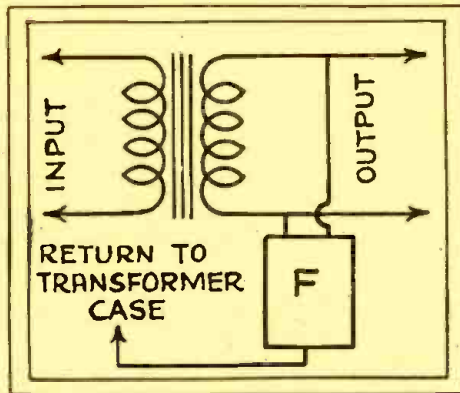 INPUT
OUTPUT
RETURN TO
TRANSFORMER
CASE
F